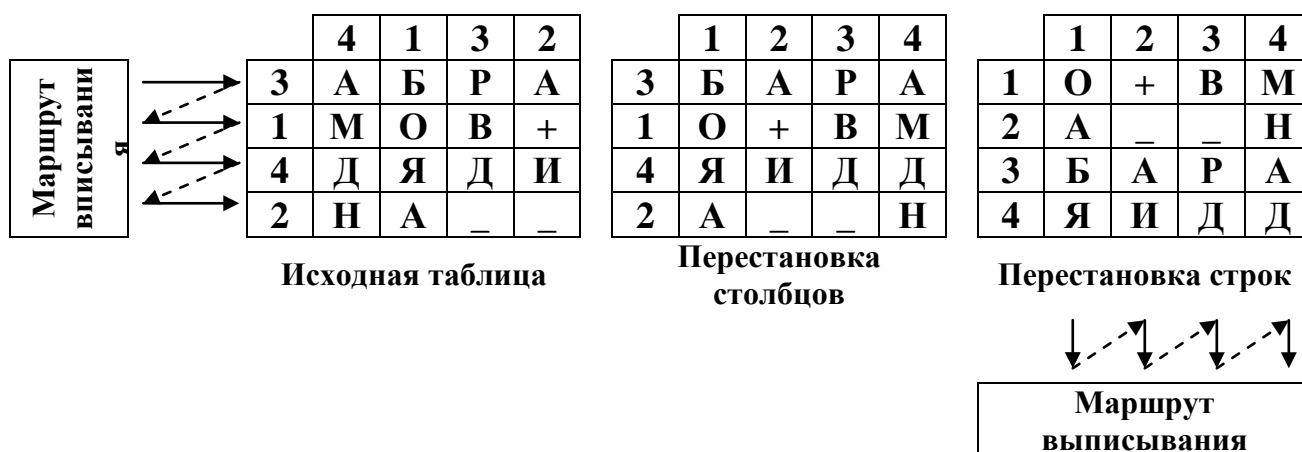 4 1 3 2
3 А Б Р А
1 М О В +
4 Д Я Д И
2 Н А _ _
Маршрут
вписывани
я
Исходная таблица
1 2 3 4
3 Б А Р А
1 О + В М
4 Я И Д Д
2 А _ _ Н
Перестановка
столбцов
1 2 3 4
1 О + В М
2 А _ _ Н
3 Б А Р А
4 Я И Д Д
Перестановка строк
Маршрут
выписывания